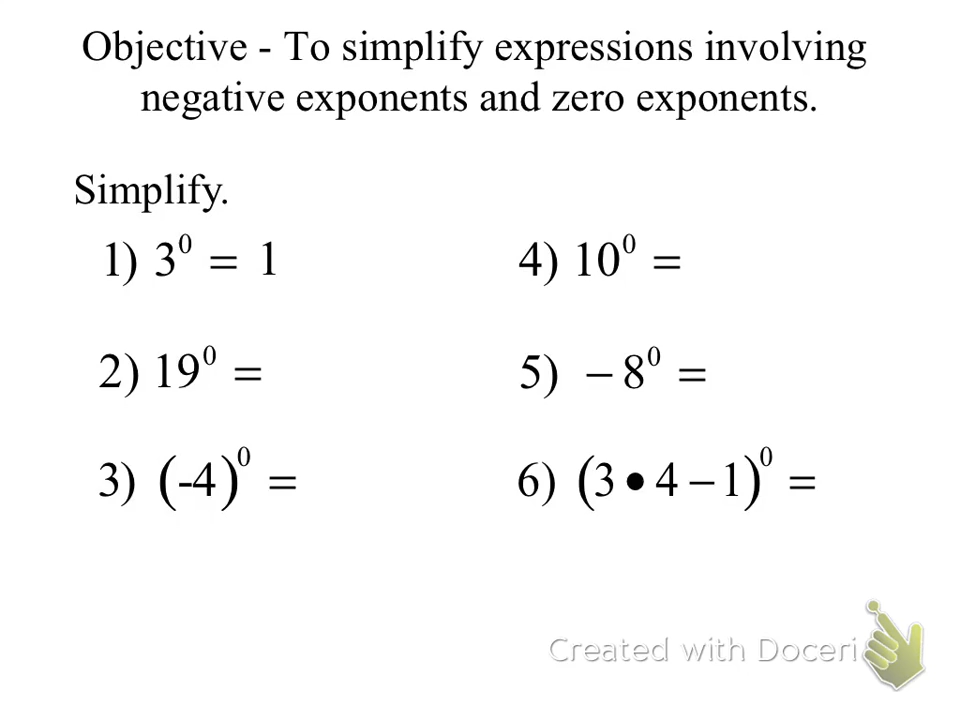 Objective - To simplify expressions involving
negative exponents and zero exponents.
Simplify.
1) 3⁰ = 1
2) 19⁰ =
3) (-4)⁰ =
4) 10⁰ =
5) − 8⁰ =
6) (3 • 4 − 1)⁰ =
Created with Doceri